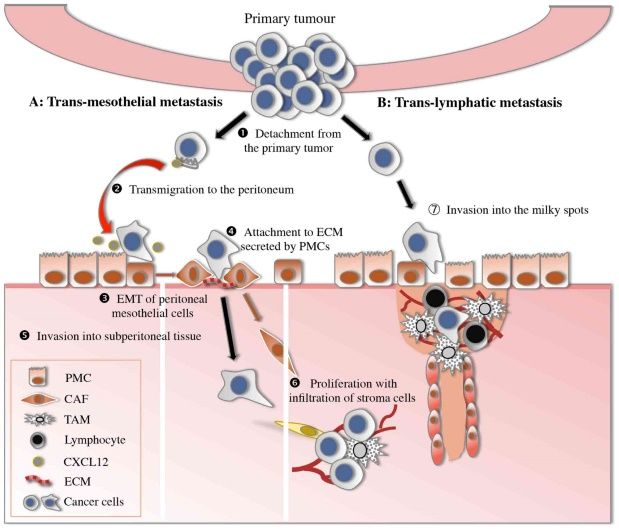 Primary tumour
A: Trans-mesothelial metastasis
B: Trans-lymphatic metastasis
❶ Detachment from
the primary tumor
❷ Transmigration to the peritoneum
⑦ Invasion into the milky spots
❹ Attachment to ECM
secreted by PMCs
❸ EMT of peritoneal
mesothelial cells
❺ Invasion into subperitoneal tissue
❻ Proliferation with
infiltration of stroma cells
PMC
CAF
TAM
Lymphocyte
CXCL12
ECM
Cancer cells